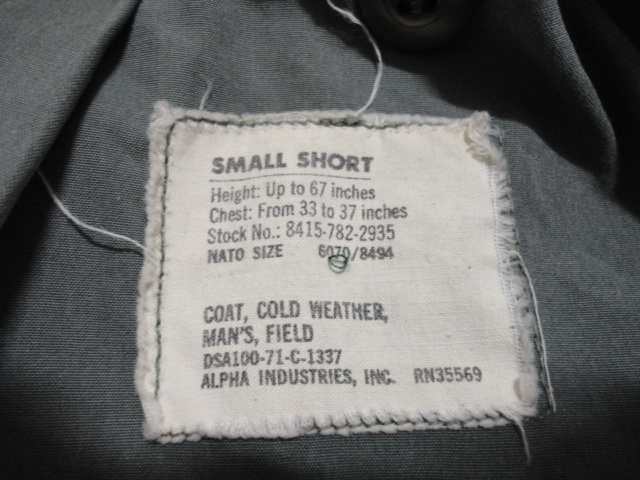 SMALL SHORT
Height: Up to 67 inches
Chest: From 33 to 37 inches
Stock No.: 8415-782-2935
NATO SIZE 6070/8494
COAT, COLD WEATHER,
MAN'S, FIELD
DSA100-71-C-1337
ALPHA INDUSTRIES, INC. RN35569